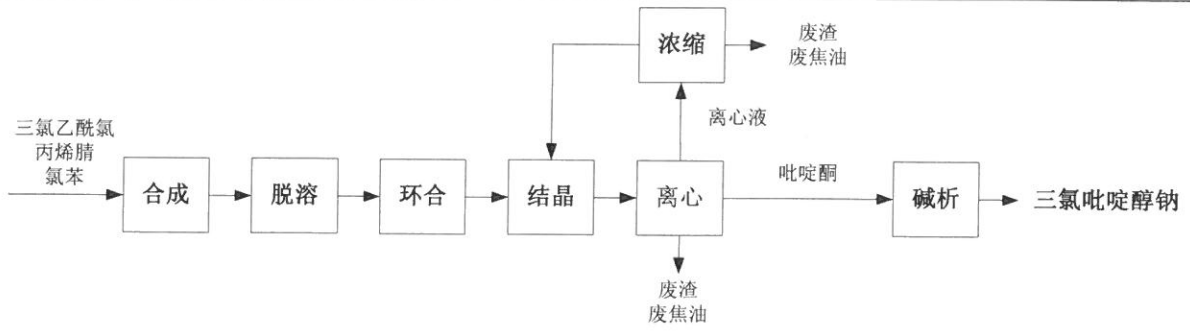 浓缩
废渣
废焦油
离心液
三氯乙酰氯
丙烯腈
氯苯
合成
脱溶
环合
结晶
离心
吡啶酮
碱析
三氯吡啶醇钠
废渣
废焦油